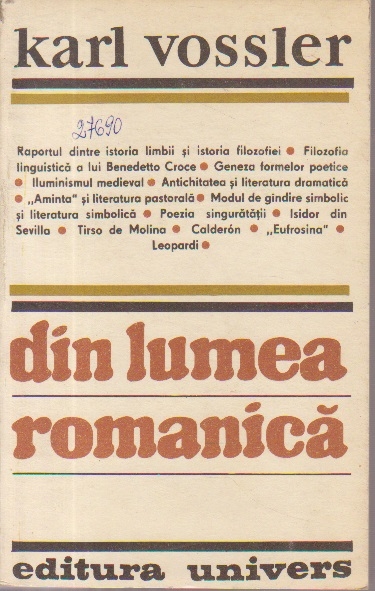 karl vossler
27690
Raportul dintre istoria limbii și istoria filozofiei ● Filozofia
linguistică a lui Benedetto Croce ● Geneza formelor poetice
● Iluminismul medieval ● Antichitatea și literatura dramatică
● „Aminta" și literatura pastorală ● Modul de gîndire simbolic
și literatura simbolică ● Poezia singurătății ● Isidor din
Sevilla ● Tirso de Molina ● Calderón ● „Eufrosina" ●
Leopardi ●
din lumea
romanică
editura univers